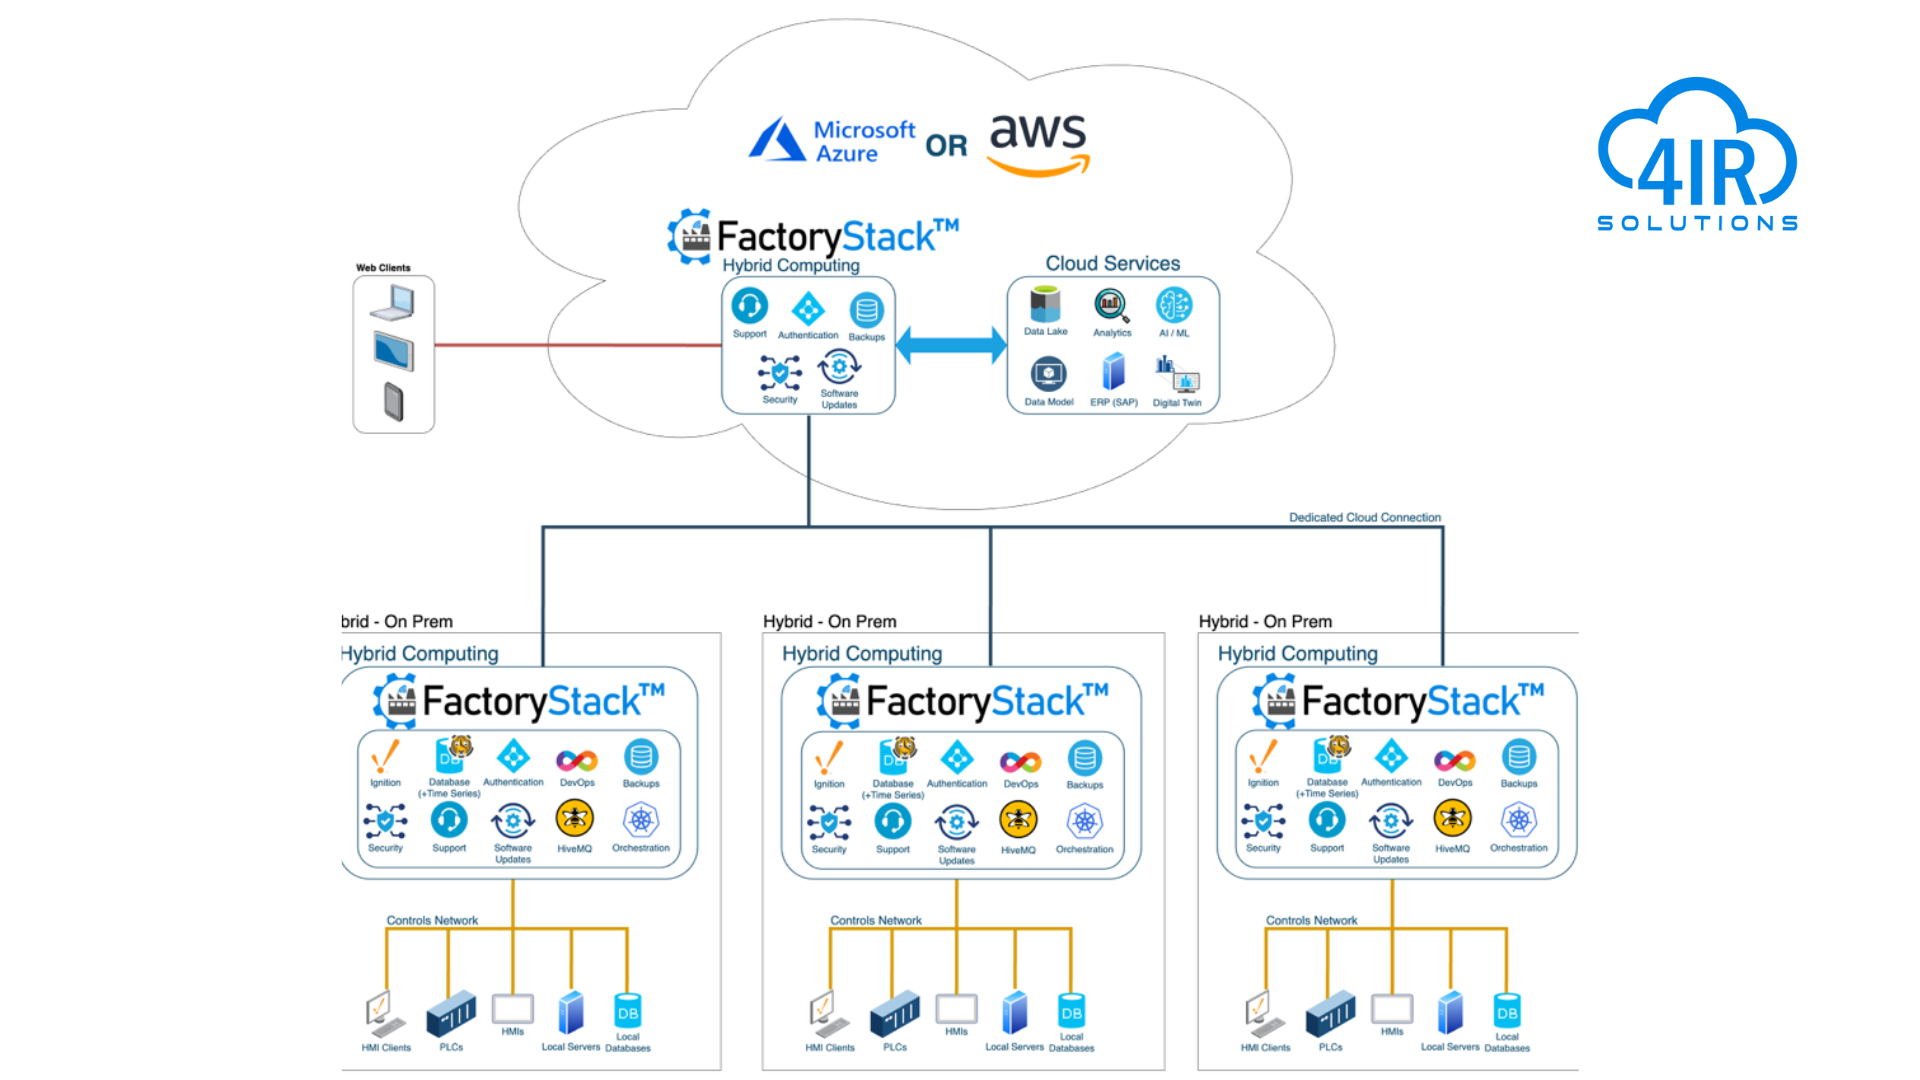 Microsoft
Azure
OR
aws
4IR
SOLUTIONS
FactoryStack™
Hybrid Computing
Cloud Services
Web Clients
Support
Authentication
Backups
Security
Software
Updates
Data Lake
Analytics
AI / ML
Data Model
ERP (SAP)
Digital Twin
Dedicated Cloud Connection
brid - On Prem
Hybrid Computing
FactoryStack™
DB
Ignition
Database
(+Time Series)
Authentication
DevOps
Backups
Security
Support
Software
Updates
HiveMQ
Orchestration
Controls Network
DB
HMI Clients
PLCs
HMIs
Local Servers
Local
Databases
Hybrid - On Prem
Hybrid Computing
FactoryStack™
DB
Ignition
Database
(+Time Series)
Authentication
DevOps
Backups
Security
Support
Software
Updates
HiveMQ
Orchestration
Controls Network
DB
HMI Clients
PLCs
HMIs
Local Servers
Local
Databases
Hybrid - On Prem
Hybrid Computing
FactoryStack™
DB
Ignition
Database
(+Time Series)
Authentication
DevOps
Backups
Security
Support
Software
Updates
HiveMQ
Orchestration
Controls Network
DB
HMI Clients
PLCs
HMIs
Local Servers
Local
Databases